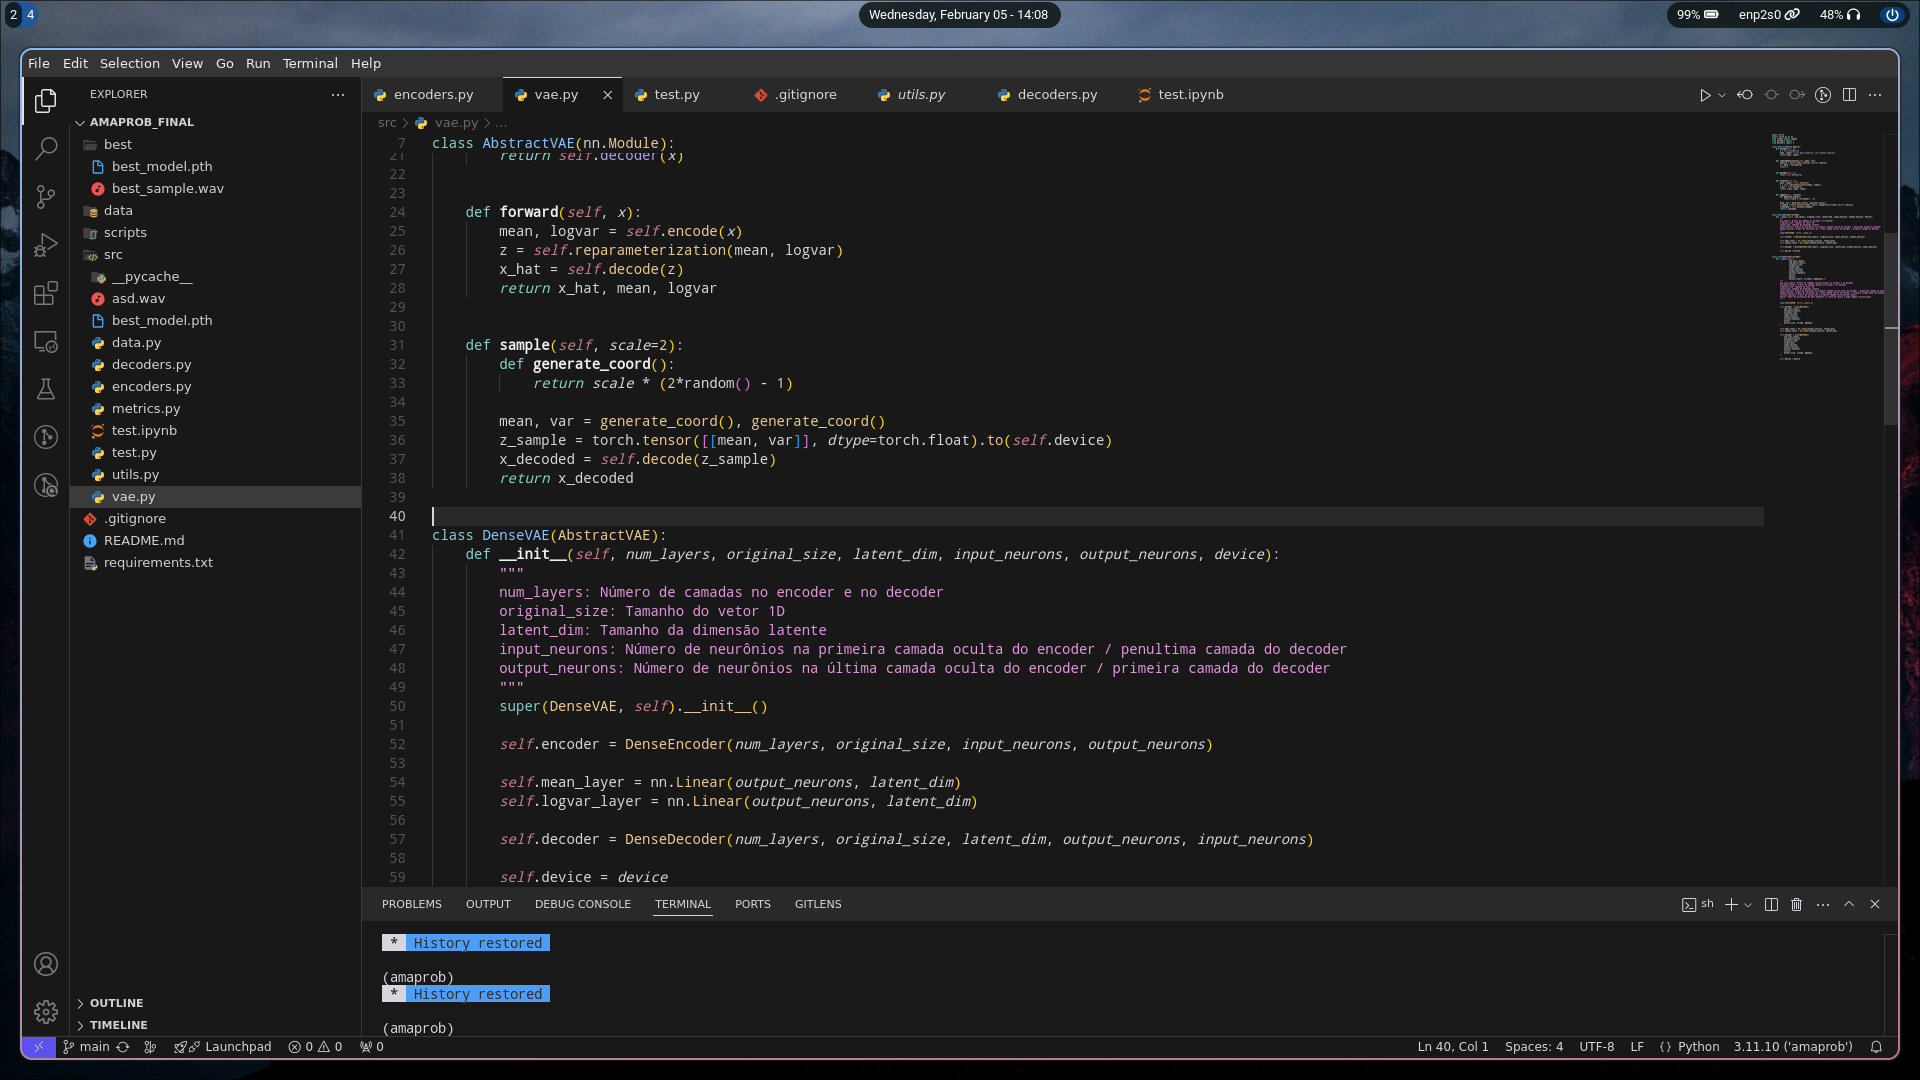 2 4
Wednesday, February 05 - 14:08
99% enp2s0 48%
File Edit Selection View Go Run Terminal Help
EXPLORER
AMAPROB_FINAL
best
best_model.pth
best_sample.wav
data
scripts
src
__pycache__
asd.wav
best_model.pth
data.py
decoders.py
encoders.py
metrics.py
test.ipynb
test.py
utils.py
vae.py
.gitignore
README.md
requirements.txt
OUTLINE
TIMELINE
encoders.py vae.py test.py .gitignore utils.py decoders.py test.ipynb
src > vae.py > ...
7 class AbstractVAE(nn.Module):
21 return self.decoder(x)
22
23
24 def forward(self, x):
25 mean, logvar = self.encode(x)
26 z = self.reparameterization(mean, logvar)
27 x_hat = self.decode(z)
28 return x_hat, mean, logvar
29
30
31 def sample(self, scale=2):
32 def generate_coord():
33 return scale * (2*random() - 1)
34
35 mean, var = generate_coord(), generate_coord()
36 z_sample = torch.tensor([[mean, var]], dtype=torch.float).to(self.device)
37 x_decoded = self.decode(z_sample)
38 return x_decoded
39
40
41 class DenseVAE(AbstractVAE):
42 def __init__(self, num_layers, original_size, latent_dim, input_neurons, output_neurons, device):
43 """
44 num_layers: Número de camadas no encoder e no decoder
45 original_size: Tamanho do vetor 1D
46 latent_dim: Tamanho da dimensão latente
47 input_neurons: Número de neurônios na primeira camada oculta do encoder / penultima camada do decoder
48 output_neurons: Número de neurônios na última camada oculta do encoder / primeira camada do decoder
49 """
50 super(DenseVAE, self).__init__()
51
52 self.encoder = DenseEncoder(num_layers, original_size, input_neurons, output_neurons)
53
54 self.mean_layer = nn.Linear(output_neurons, latent_dim)
55 self.logvar_layer = nn.Linear(output_neurons, latent_dim)
56
57 self.decoder = DenseDecoder(num_layers, original_size, latent_dim, output_neurons, input_neurons)
58
59 self.device = device
PROBLEMS OUTPUT DEBUG CONSOLE TERMINAL PORTS GITLENS
sh
* History restored
(amaprob)
* History restored
(amaprob)
main Launchpad 0 0 0
Ln 40, Col 1 Spaces: 4 UTF-8 LF {} Python 3.11.10 ('amaprob')